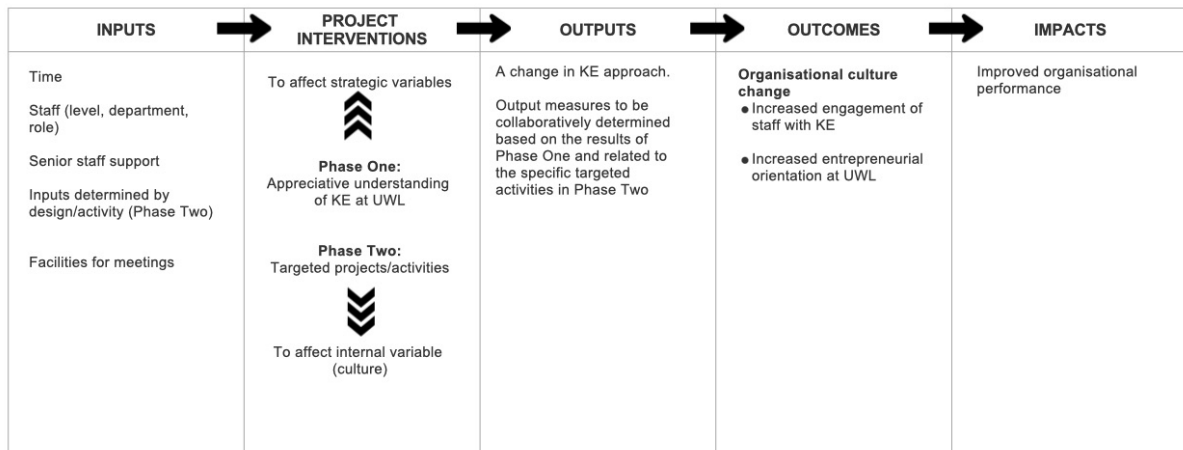 INPUTS
PROJECT
INTERVENTIONS
OUTPUTS
OUTCOMES
IMPACTS
Time
Staff (level, department,
role)
Senior staff support
Inputs determined by
design/activity (Phase Two)
Facilities for meetings
To affect strategic variables
Phase One:
Appreciative understanding
of KE at UWL
Phase Two:
Targeted projects/activities
To affect internal variable
(culture)
A change in KE approach.
Output measures to be
collaboratively determined
based on the results of
Phase One and related to
the specific targeted
activities in Phase Two
Organisational culture
change
● Increased engagement of
staff with KE
● Increased entrepreneurial
orientation at UWL
Improved organisational
performance